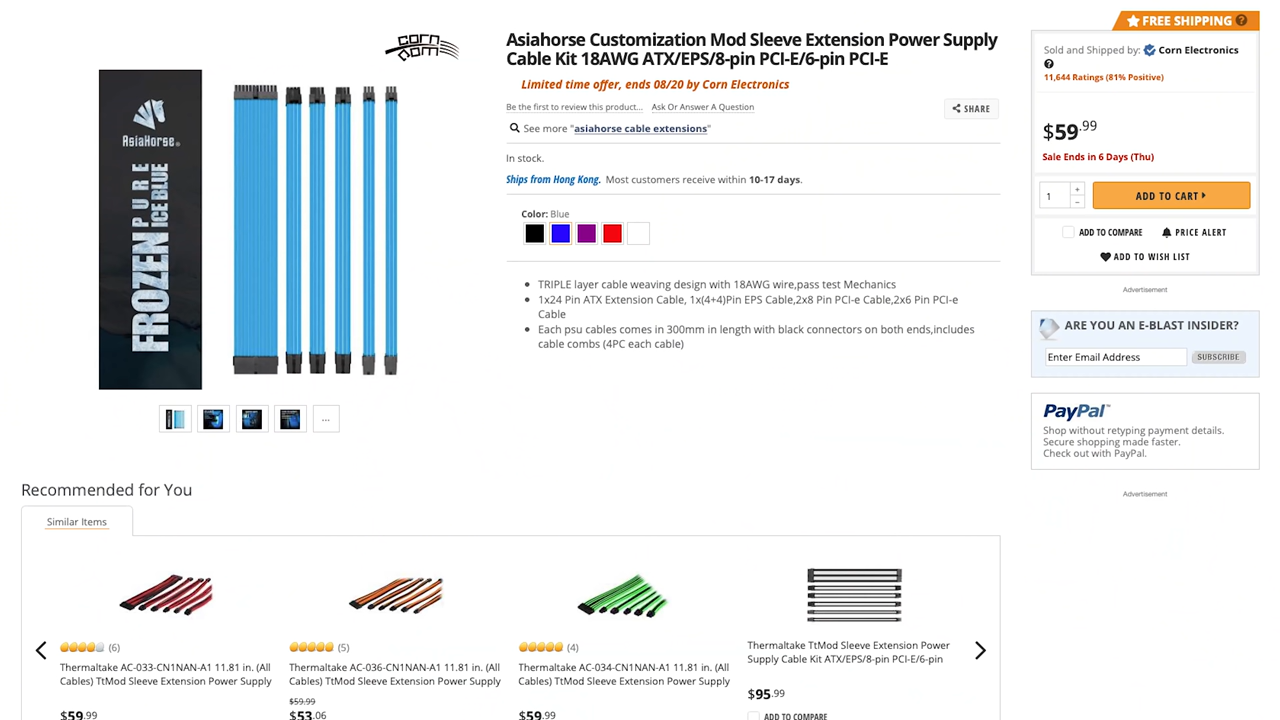 FREE SHIPPING ?
corn
corn
Asiahorse Customization Mod Sleeve Extension Power Supply
Cable Kit 18AWG ATX/EPS/8-pin PCI-E/6-pin PCI-E
Limited time offer, ends 08/20 by Corn Electronics
Be the first to review this product...
Ask Or Answer A Question
SHARE
See more "asiahorse cable extensions"
In stock.
Ships from Hong Kong. Most customers receive within 10-17 days.
Color: Blue
TRIPLE layer cable weaving design with 18AWG wire,pass test Mechanics
1x24 Pin ATX Extension Cable, 1x(4+4)Pin EPS Cable,2x8 Pin PCI-e Cable,2x6 Pin PCI-e
Cable
Each psu cables comes in 300mm in length with black connectors on both ends,includes
cable combs (4PC each cable)
AsiaHorse
FROZEN PURE
ICE BLUE
...
Sold and Shipped by: Corn Electronics
?
11,644 Ratings (81% Positive)
$59.99
Sale Ends in 6 Days (Thu)
1
+
−
ADD TO CART
ADD TO COMPARE
PRICE ALERT
ADD TO WISH LIST
Advertisement
ARE YOU AN E-BLAST INSIDER?
Enter Email Address
SUBSCRIBE
PayPal™
Shop without retyping payment details.
Secure shopping made faster.
Check out with PayPal.
Advertisement
Recommended for You
Similar Items
(6)
Thermaltake AC-033-CN1NAN-A1 11.81 in. (All
Cables) TtMod Sleeve Extension Power Supply
$59.99
(5)
Thermaltake AC-036-CN1NAN-A1 11.81 in. (All
Cables) TtMod Sleeve Extension Power Supply
$59.99
$53.06
(4)
Thermaltake AC-034-CN1NAN-A1 11.81 in. (All
Cables) TtMod Sleeve Extension Power Supply
$59.99
Thermaltake TtMod Sleeve Extension Power
Supply Cable Kit ATX/EPS/8-pin PCI-E/6-pin
$95.99
ADD TO COMPARE